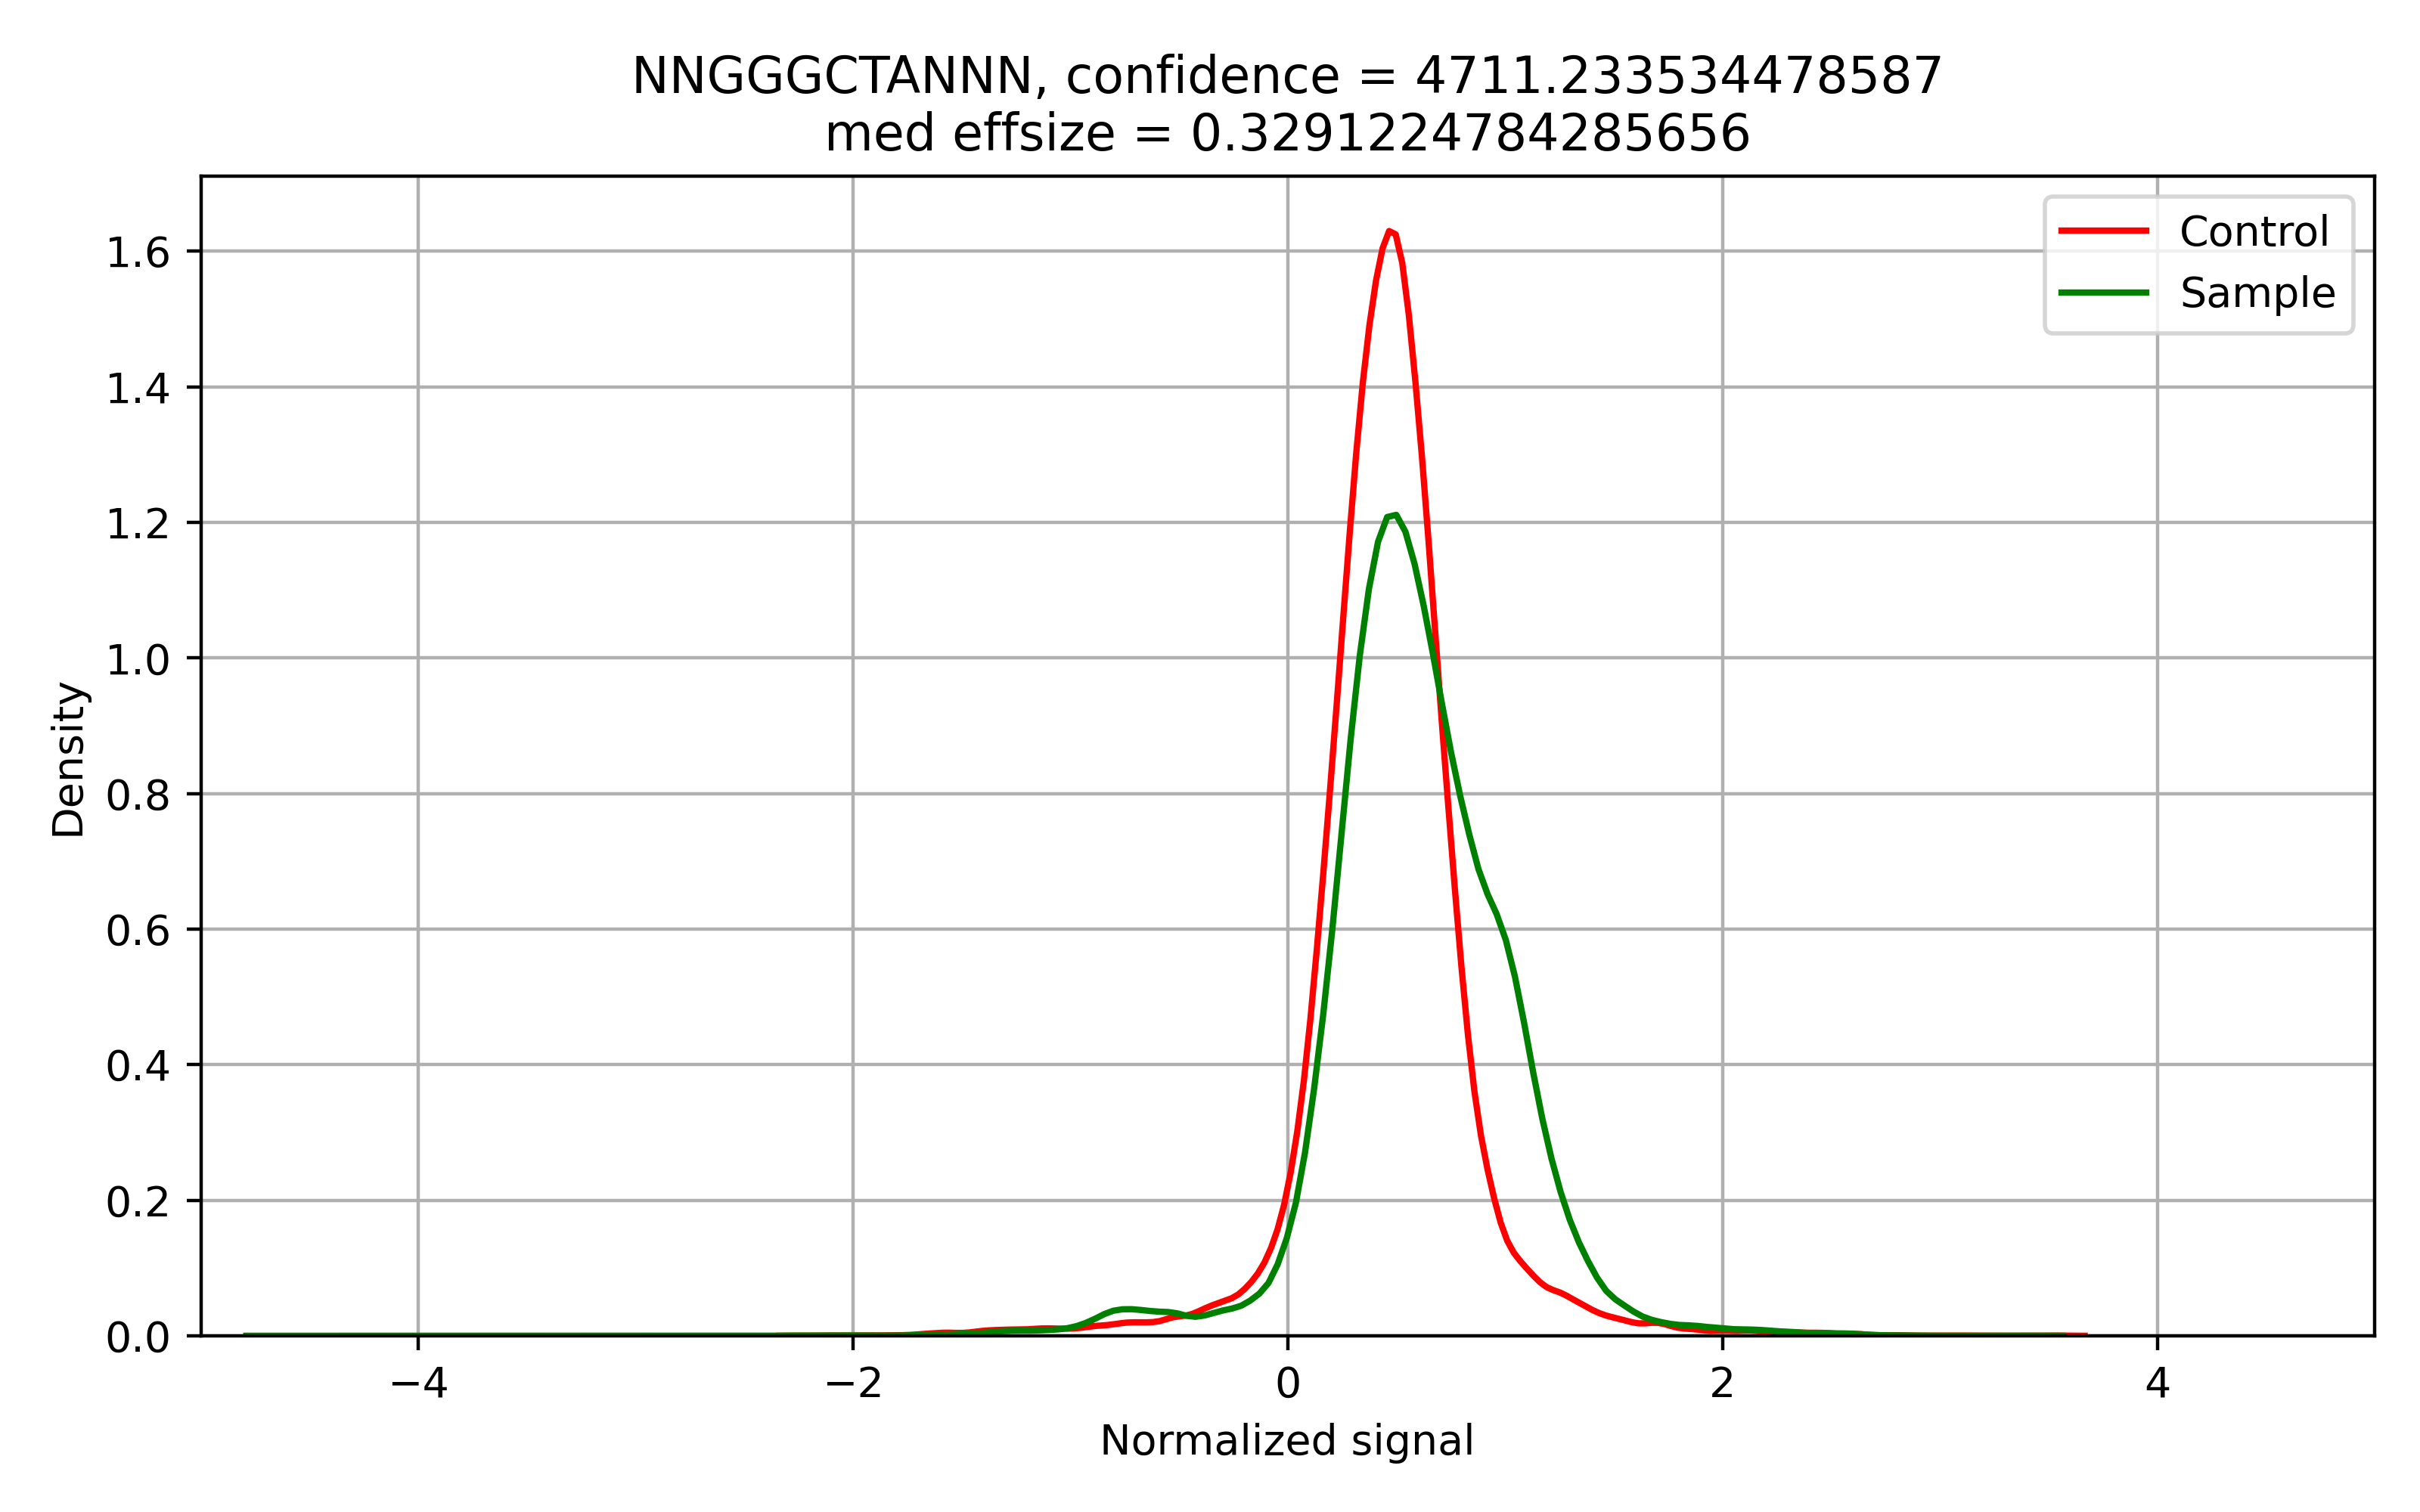 NNGGGCTANNN, confidence = 4711.233534478587
med effsize = 0.3291224784285656
Control
Sample
1.6
1.4
1.2
1.0
0.8
0.6
0.4
0.2
0.0
Density
−4
−2
0
2
4
Normalized signal